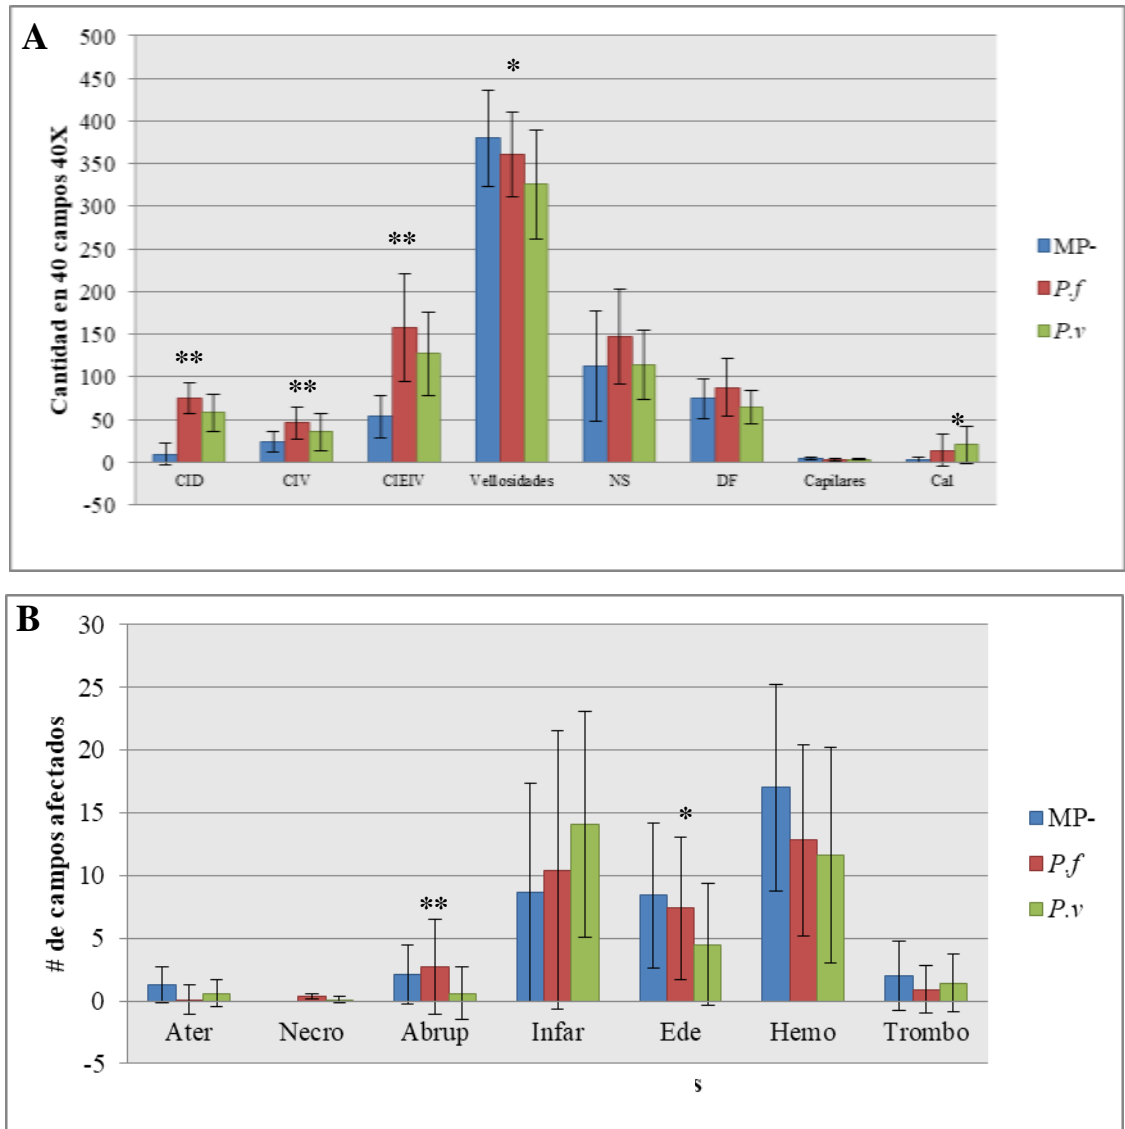 A
Cantidad en 40 campos 40X
500
450
400
350
300
250
200
150
100
50
0
-50
*
**
**
**
*
CID CIV CIEIV Vellosidades NS DF Capilares Cal
MP-
P.f
P.v
B
# de campos afectados
30
25
20
15
10
5
0
-5
**
*
Ater Necro Abrup Infar Ede Hemo Trombo
s
MP-
P.f
P.v